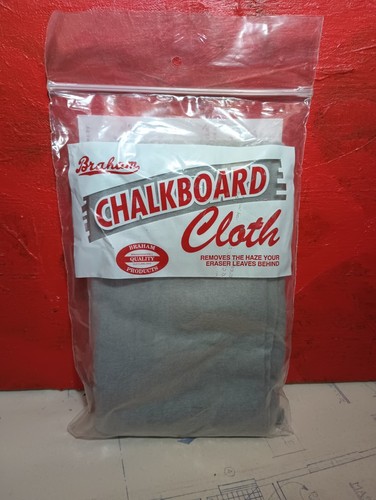 Braham
CHALKBOARD
Cloth
BRAHAM
QUALITY
PRODUCTS
REMOVES THE HAZE YOUR
ERASER LEAVES BEHIND